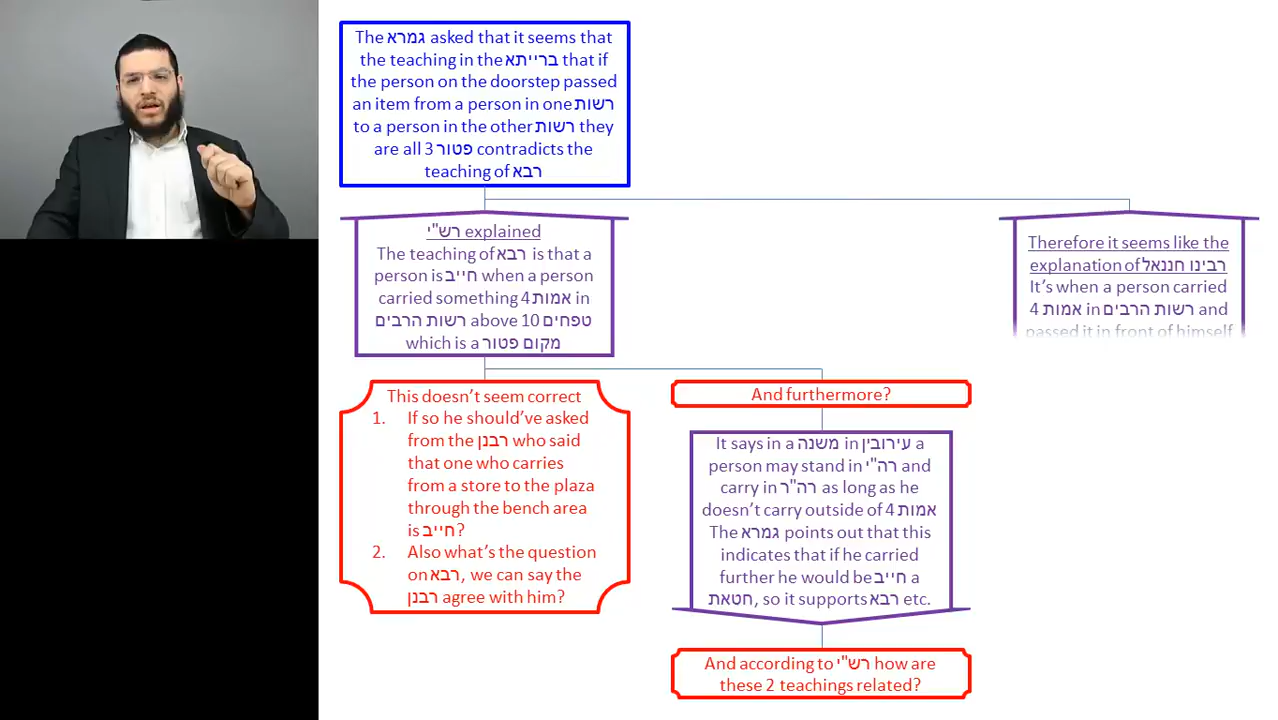 The גמרא asked that it seems that
the teaching in the ברייתא that if
the person on the doorstep passed
an item from a person in one רשות
to a person in the other רשות they
are all 3 פטור contradicts the
teaching of רבא
רש"י explained
The teaching of רבא is that a
person is חייב when a person
carried something 4 אמות in
רשות הרבים above 10 טפחים
which is a מקום פטור
Therefore it seems like the
explanation of רבינו חננאל
It's when a person carried
4 אמות in רשות הרבים and
passed it in front of himself
This doesn't seem correct
1. If so he should've asked
from the רבנן who said
that one who carries
from a store to the plaza
through the bench area
is חייב?
2. Also what's the question
on רבא, we can say the
רבנן agree with him?
And furthermore?
It says in a משנה in עירובין a
person may stand in רה"י and
carry in רה"ר as long as he
doesn't carry outside of 4 אמות
The גמרא points out that this
indicates that if he carried
further he would be חייב a
חטאת, so it supports רבא etc.
And according to רש"י how are
these 2 teachings related?